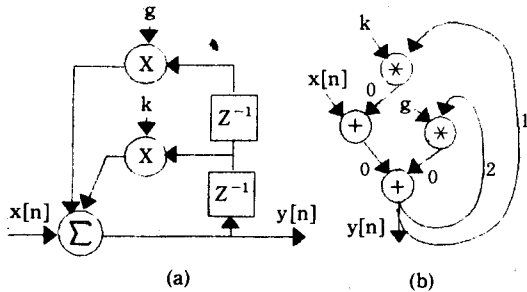 g
X
Z⁻¹
k
X
Z⁻¹
x[n]
Σ
y[n]
(a)
k
*
x[n]
0
g
1
+
*
0
0
2
+
y[n]
(b)